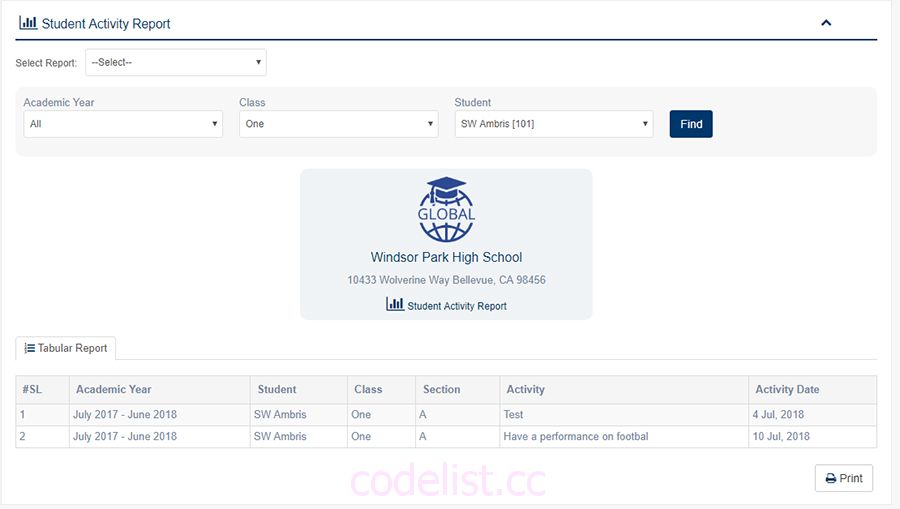 Student Activity Report
Select Report: --Select--
Academic Year Class Student
All One SW Ambris [101] Find
GLOBAL
Windsor Park High School
10433 Wolverine Way Bellevue, CA 98456
Student Activity Report
Tabular Report
#SL Academic Year Student Class Section Activity Activity Date
1 July 2017 - June 2018 SW Ambris One A Test 4 Jul, 2018
2 July 2017 - June 2018 SW Ambris One A Have a performance on footbal 10 Jul, 2018
codelist.cc
Print